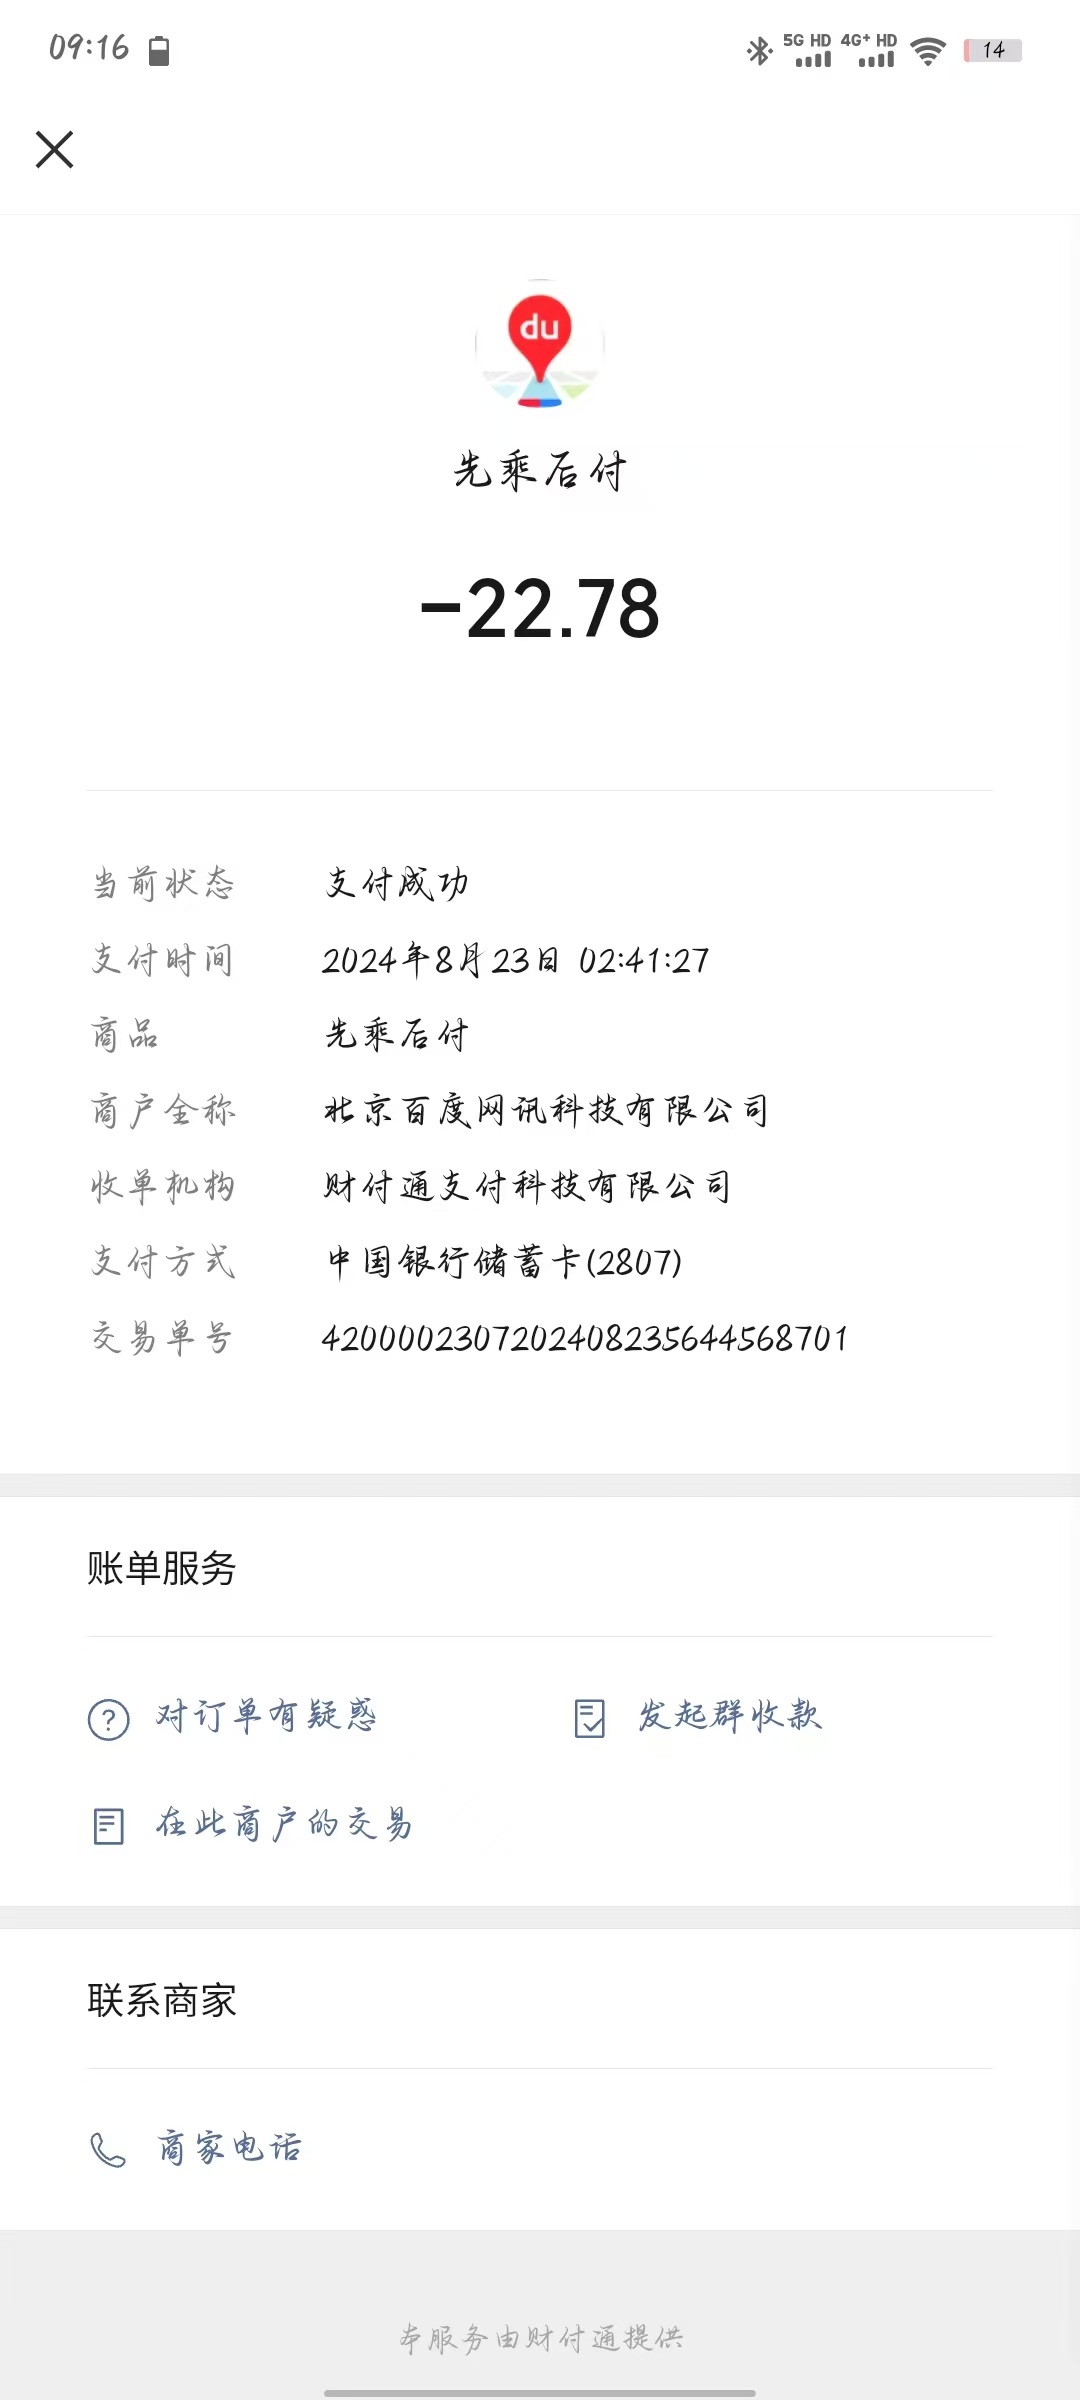 09:16
5G HD 4G+ HD 14
du
先乘后付
-22.78
当前状态 支付成功
支付时间 2024年8月23日 02:41:27
商品 先乘后付
商户全称 北京百度网讯科技有限公司
收单机构 财付通支付科技有限公司
支付方式 中国银行储蓄卡(2807)
交易单号 4200002307202408235644568701
账单服务
对订单有疑惑 发起群收款
在此商户的交易
联系商家
商家电话
本服务由财付通提供